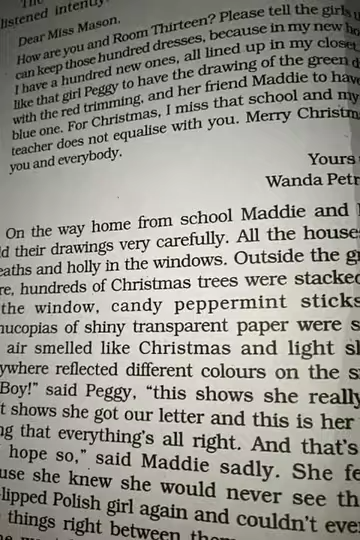 The
listened intently
Dear Miss Mason,
How are you and Room Thirteen? Please tell the girls
can keep those hundred dresses, because in my new ho
I have a hundred new ones, all lined up in my closet
like that girl Peggy to have the drawing of the green d
with the red trimming, and her friend Maddie to have
blue one. For Christmas, I miss that school and my
teacher does not equalise with you. Merry Christm
you and everybody.
Yours
Wanda Petr
On the way home from school Maddie and
d their drawings very carefully. All the house
eaths and holly in the windows. Outside the g
re, hundreds of Christmas trees were stacked
the window, candy peppermint sticks
nucopias of shiny transparent paper were s
air smelled like Christmas and light sh
ywhere reflected different colours on the s
Boy!" said Peggy, "this shows she really
t shows she got our letter and this is her
ng that everything's all right. And that's
hope so," said Maddie sadly. She fe
use she knew she would never see th
lipped Polish girl again and couldn't eve
things right between them